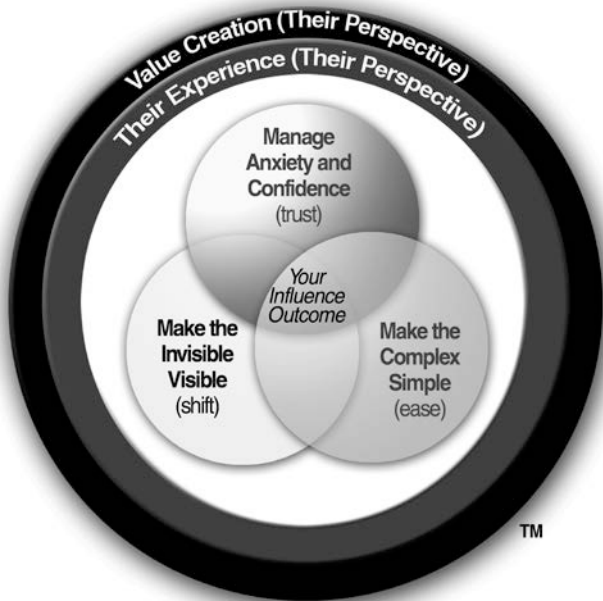 Value Creation (Their Perspective)
Their Experience (Their Perspective)
Manage
Anxiety and
Confidence
(trust)
Your
Influence
Outcome
Make the
Invisible
Visible
(shift)
Make the
Complex
Simple
(ease)
TM